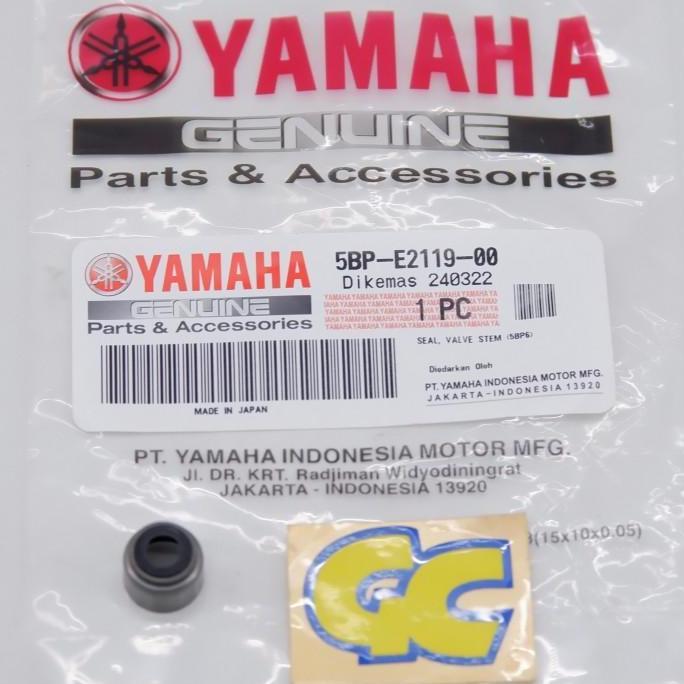 YAMAHA
GENUINE
Parts & Accessories
YAMAHA
GENUINE
Parts & Accessories
5BP-E2119-00
Dikemas 240322
1 PC
SEAL, VALVE STEM (5BP6)
Diedarkan Oleh
PT. YAMAHA INDONESIA MOTOR MFG.
JAKARTA - INDONESIA 13920
MADE IN JAPAN
PT. YAMAHA INDONESIA MOTOR MFG.
Jl. DR. KRT. Radjiman Widyodiningrat
JAKARTA - INDONESIA 13920
(15x10x0.05)
GC